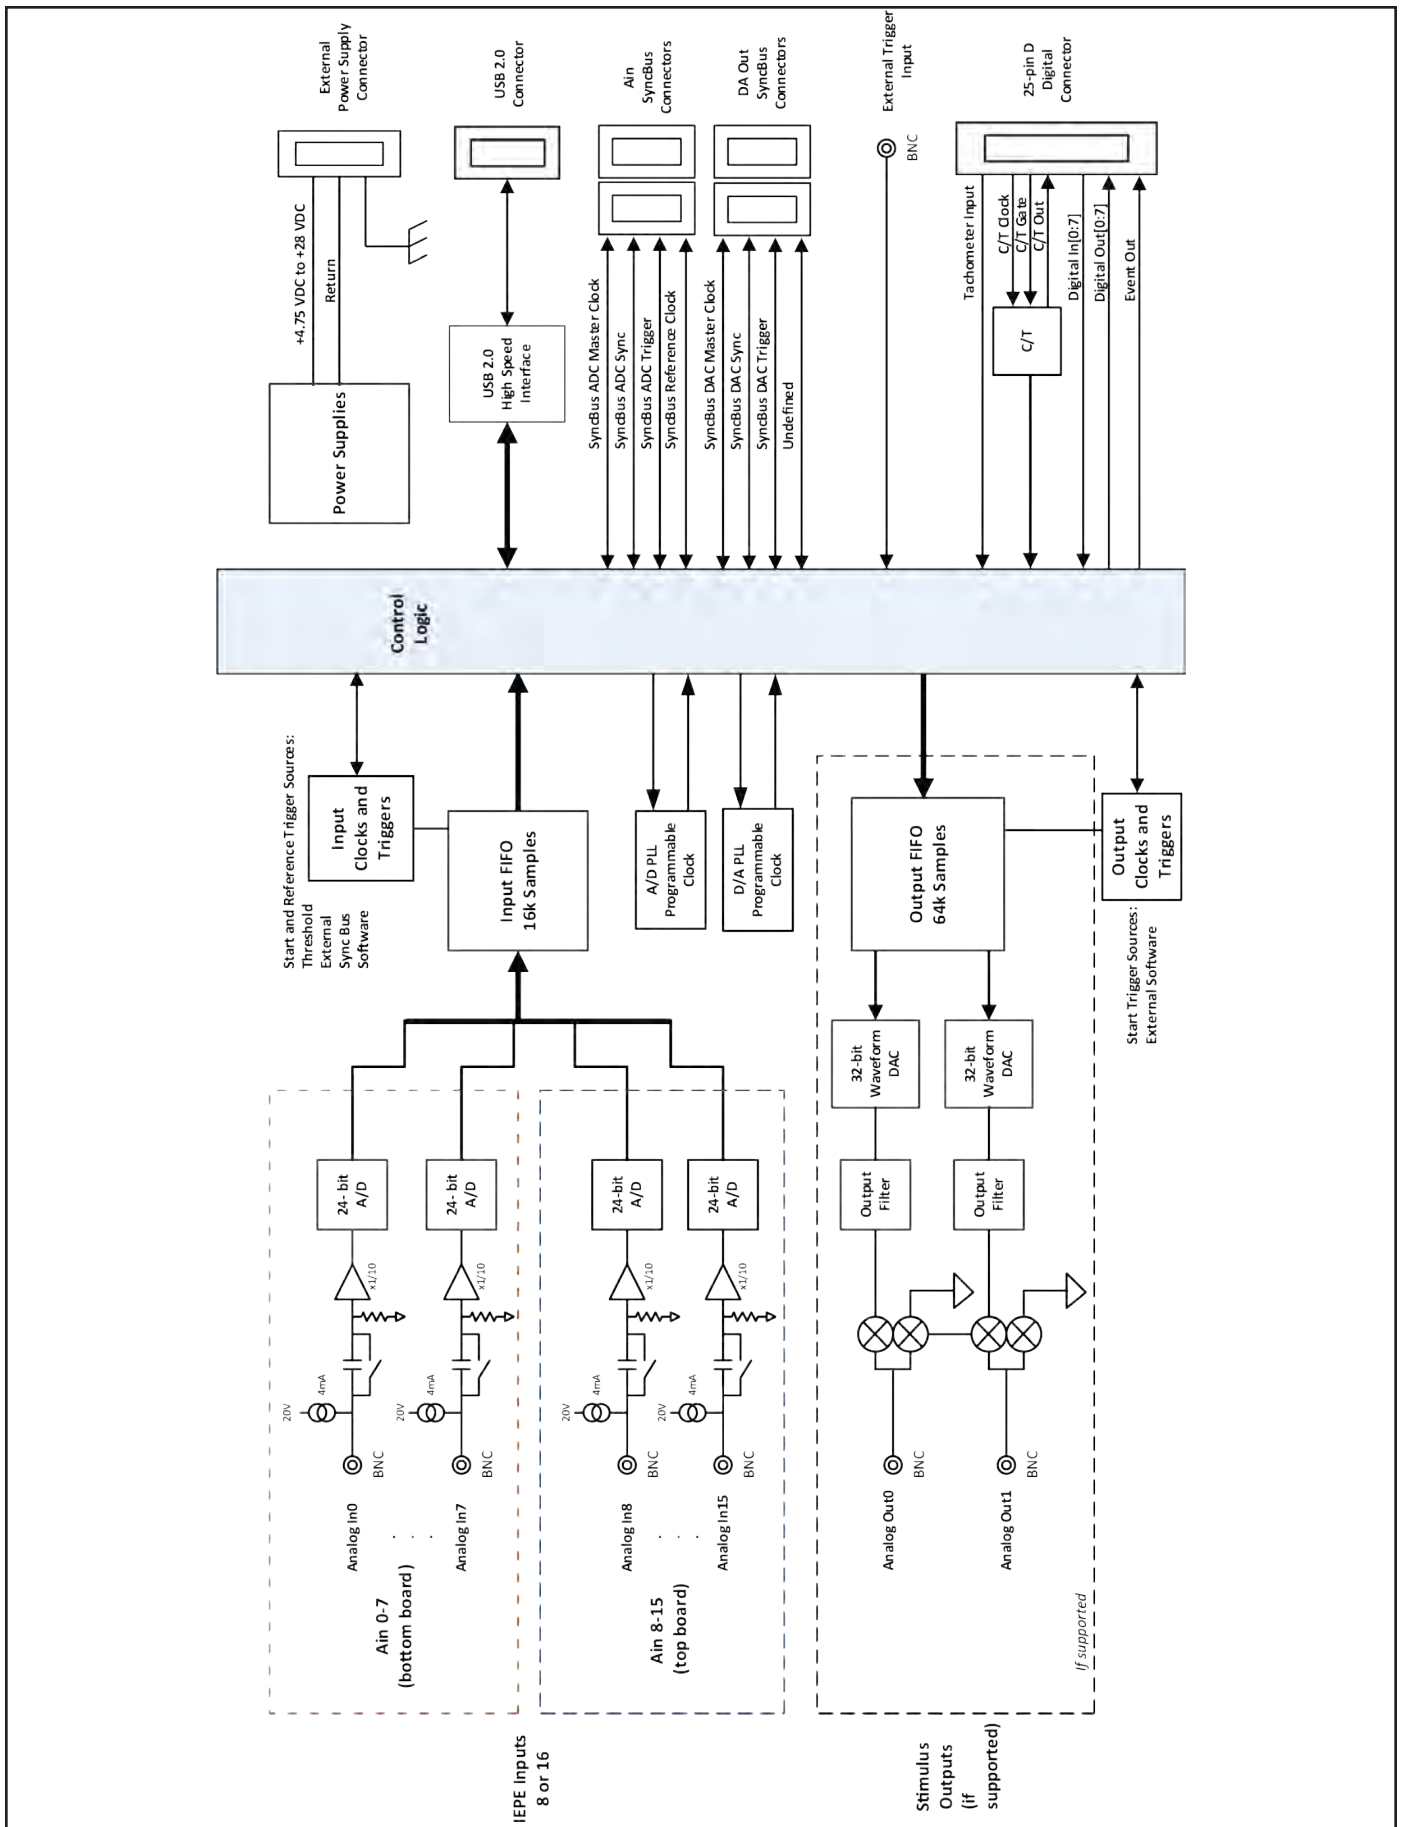 External
Power Supply
Connector
USB 2.0
Connector
Ain
SyncBus
Connectors
DA Out
SyncBus
Connectors
External Trigger
Input
BNC
25-pin D
Digital
Connector
+4.75 VDC to +28 VDC
Return
Power Supplies
USB 2.0
High Speed
Interface
SyncBus ADC Master Clock
SyncBus ADC Sync
SyncBus ADC Trigger
SyncBus Reference Clock
SyncBus DAC Master Clock
SyncBus DAC Sync
SyncBus DAC Trigger
Undefined
Tachometer Input
C/T Clock
C/T Gate
C/T Out
C/T
Digital In[0:7]
Digital Out[0:7]
Event Out
Control
Logic
Start and Reference Trigger Sources:
Threshold
External
Sync Bus
Software
Input
Clocks and
Triggers
Input FIFO
16k Samples
A/D PLL
Programmable
Clock
D/A PLL
Programmable
Clock
Output FIFO
64k Samples
Output
Clocks and
Triggers
Start Trigger Sources:
External Software
24- bit
A/D
24- bit
A/D
24-bit
A/D
24-bit
A/D
32-bit
Waveform
DAC
32-bit
Waveform
DAC
Output
Filter
Output
Filter
x1/10
x1/10
x1/10
x1/10
20V
4mA
20V
4mA
20V
4mA
20V
4mA
BNC
BNC
BNC
BNC
BNC
BNC
Analog In0
.
.
.
Analog In7
Analog In8
.
.
.
Analog In15
Analog Out0
Analog Out1
Ain 0-7
(bottom board)
Ain 8-15
(top board)
If supported
IEPE Inputs
8 or 16
Stimulus
Outputs
(if
supported)